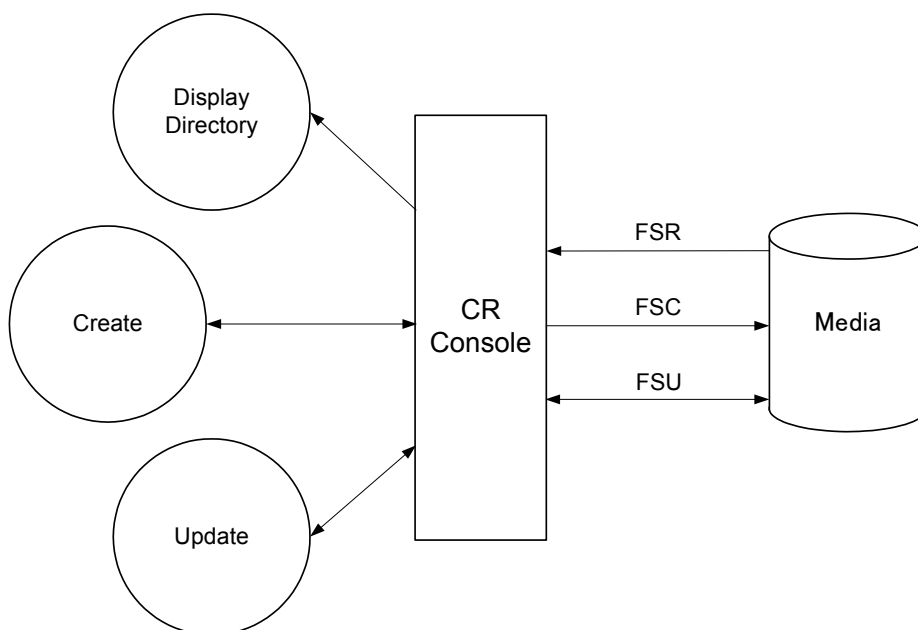 Display
Directory
Create
Update
CR
Console
FSR
FSC
FSU
Media